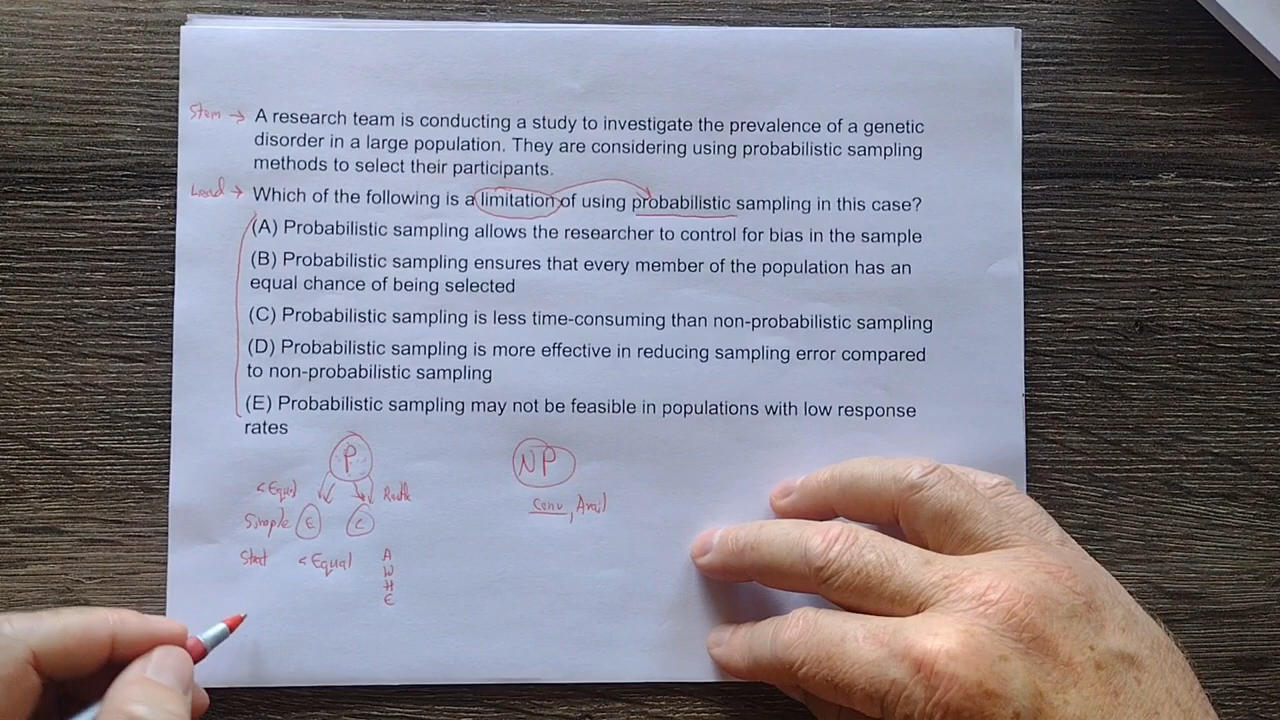 Stem → A research team is conducting a study to investigate the prevalence of a genetic
disorder in a large population. They are considering using probabilistic sampling
methods to select their participants.
Lead → Which of the following is a limitation of using probabilistic sampling in this case?
(A) Probabilistic sampling allows the researcher to control for bias in the sample
(B) Probabilistic sampling ensures that every member of the population has an
equal chance of being selected
(C) Probabilistic sampling is less time-consuming than non-probabilistic sampling
(D) Probabilistic sampling is more effective in reducing sampling error compared
to non-probabilistic sampling
(E) Probabilistic sampling may not be feasible in populations with low response
rates
P NP
<Equal
Conv, Avail
Simple E C
Strat <Equal A
W
H
E